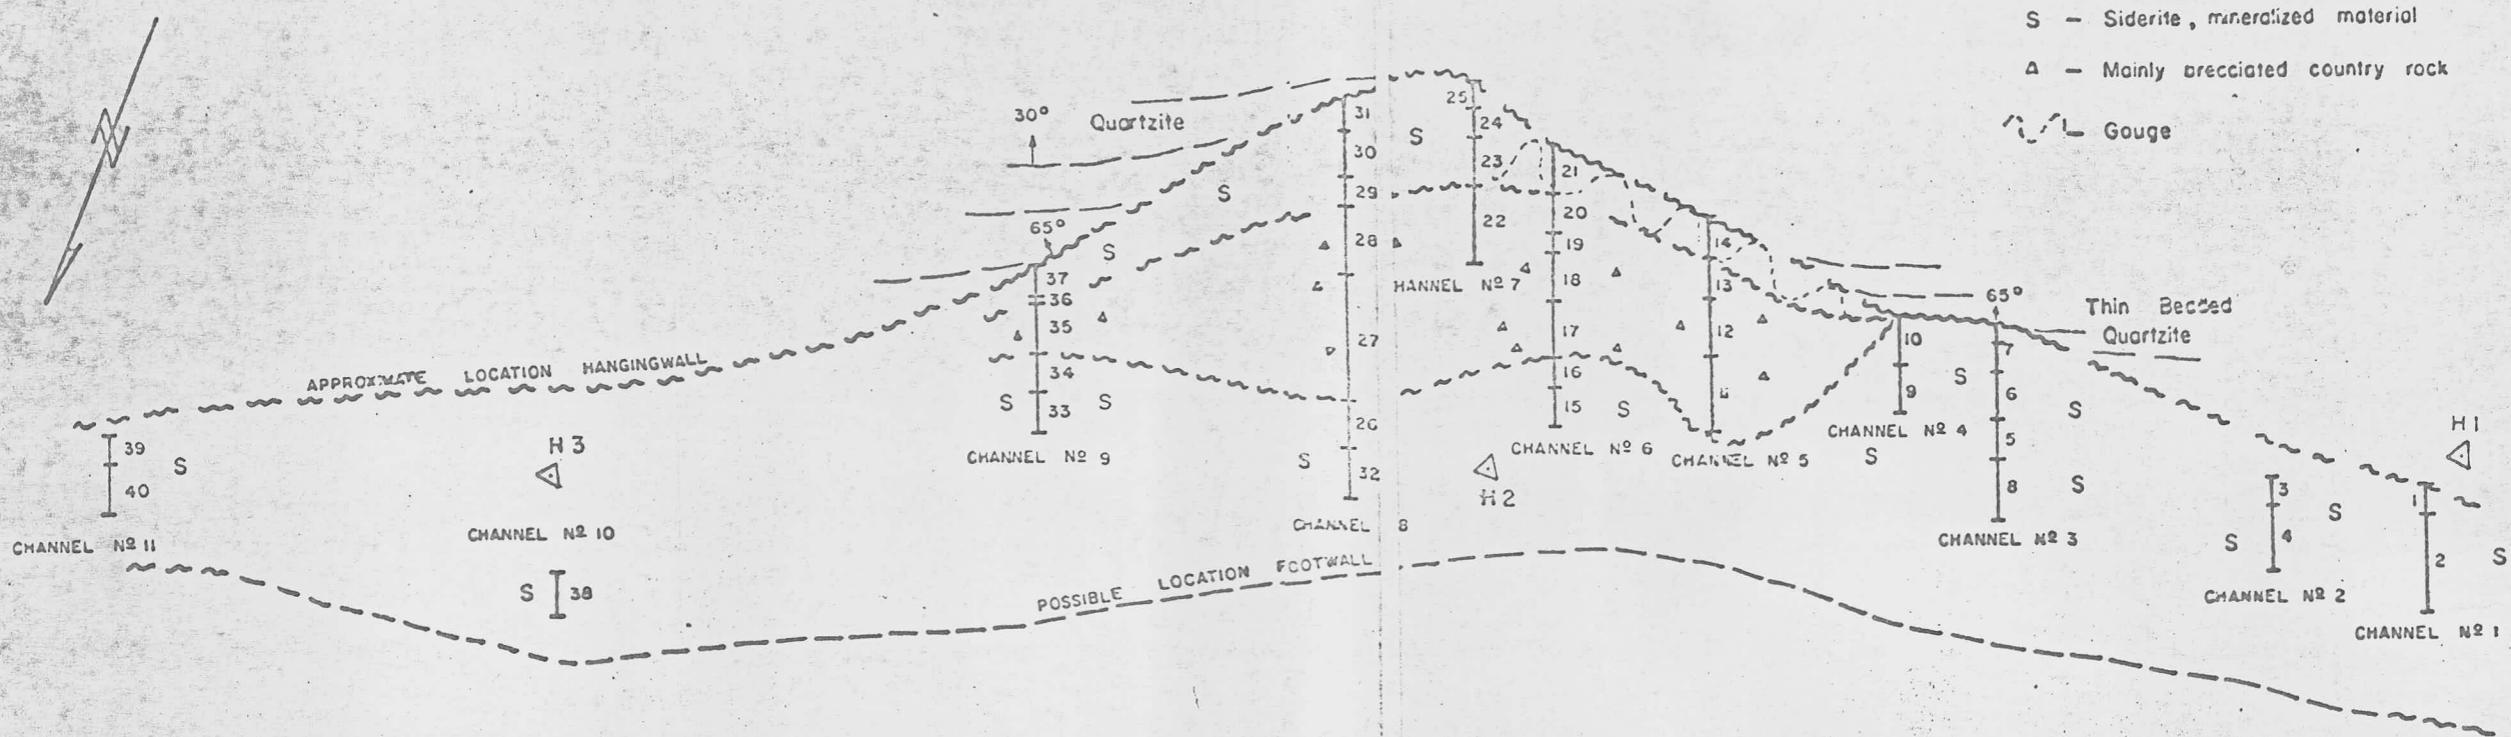 S – Siderite, mineralized material
△ – Mainly brecciated country rock
– Gouge
N
30°
Quartzite
65°
S
S
S
APPROXIMATE LOCATION HANGINGWALL
39
40
S
CHANNEL Nº 11
H3
CHANNEL Nº 10
S
38
37
36
35
34
33
S
S
CHANNEL Nº 9
31
30
29
28
27
26
32
S
CHANNEL 8
25
24
23
22
HANNEL Nº 7
H2
21
20
19
18
17
16
15
S
CHANNEL Nº 6
14
13
12
CHANNEL Nº 5
10
9
S
CHANNEL Nº 4
S
65°
Thin Bedded
Quartzite
7
6
5
8
S
S
CHANNEL Nº 3
3
4
S
S
CHANNEL Nº 2
H1
1
2
S
CHANNEL Nº 1
POSSIBLE LOCATION FOOTWALL